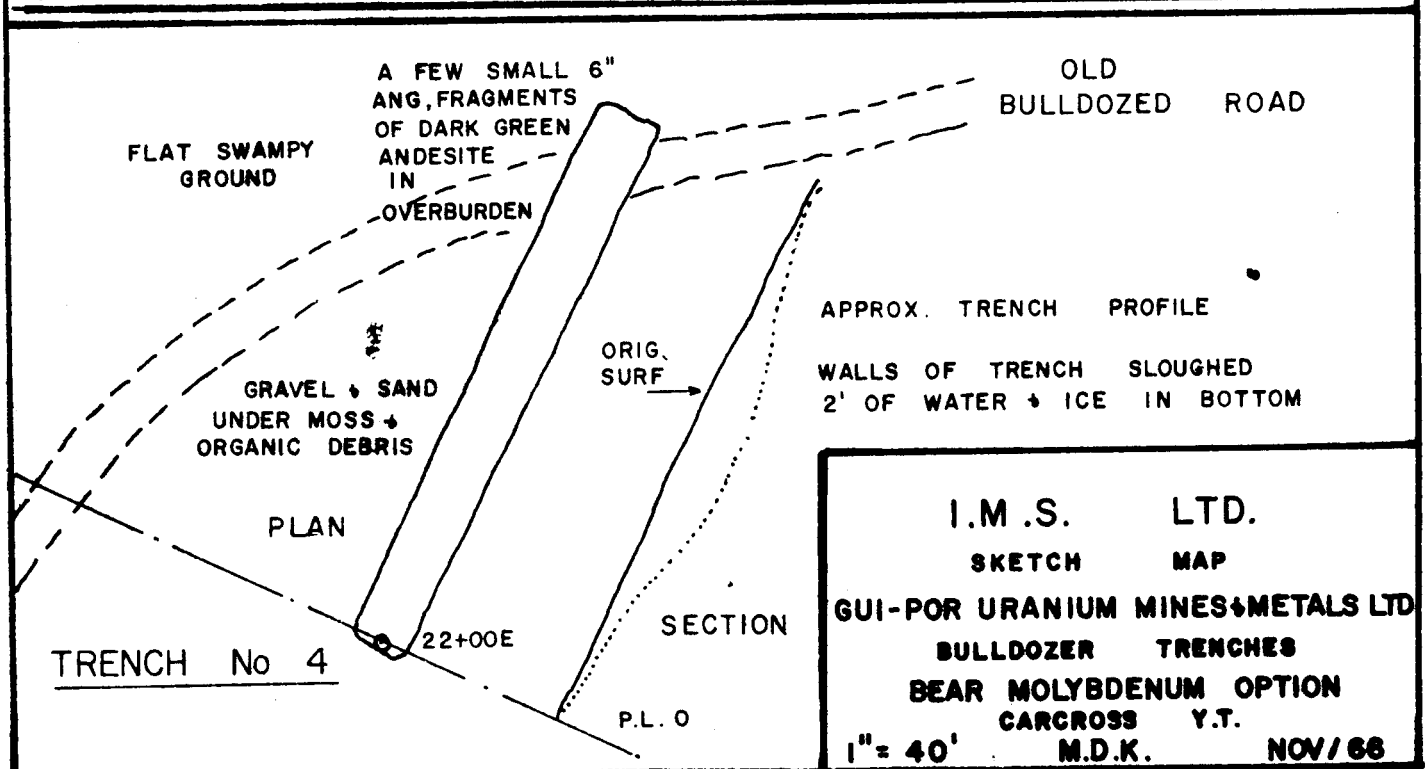 A FEW SMALL 6"
ANG, FRAGMENTS
OF DARK GREEN
ANDESITE
IN
OVERBURDEN
OLD
BULLDOZED ROAD
FLAT SWAMPY
GROUND
APPROX. TRENCH PROFILE
WALLS OF TRENCH SLOUGHED
2' OF WATER & ICE IN BOTTOM
ORIG.
SURF
GRAVEL & SAND
UNDER MOSS &
ORGANIC DEBRIS
PLAN
22+00E
SECTION
TRENCH No 4
P.L. 0
I.M.S. LTD.
SKETCH MAP
GUI-POR URANIUM MINES & METALS LTD
BULLDOZER TRENCHES
BEAR MOLYBDENUM OPTION
CARCROSS Y.T.
1" = 40' M.D.K. NOV/66